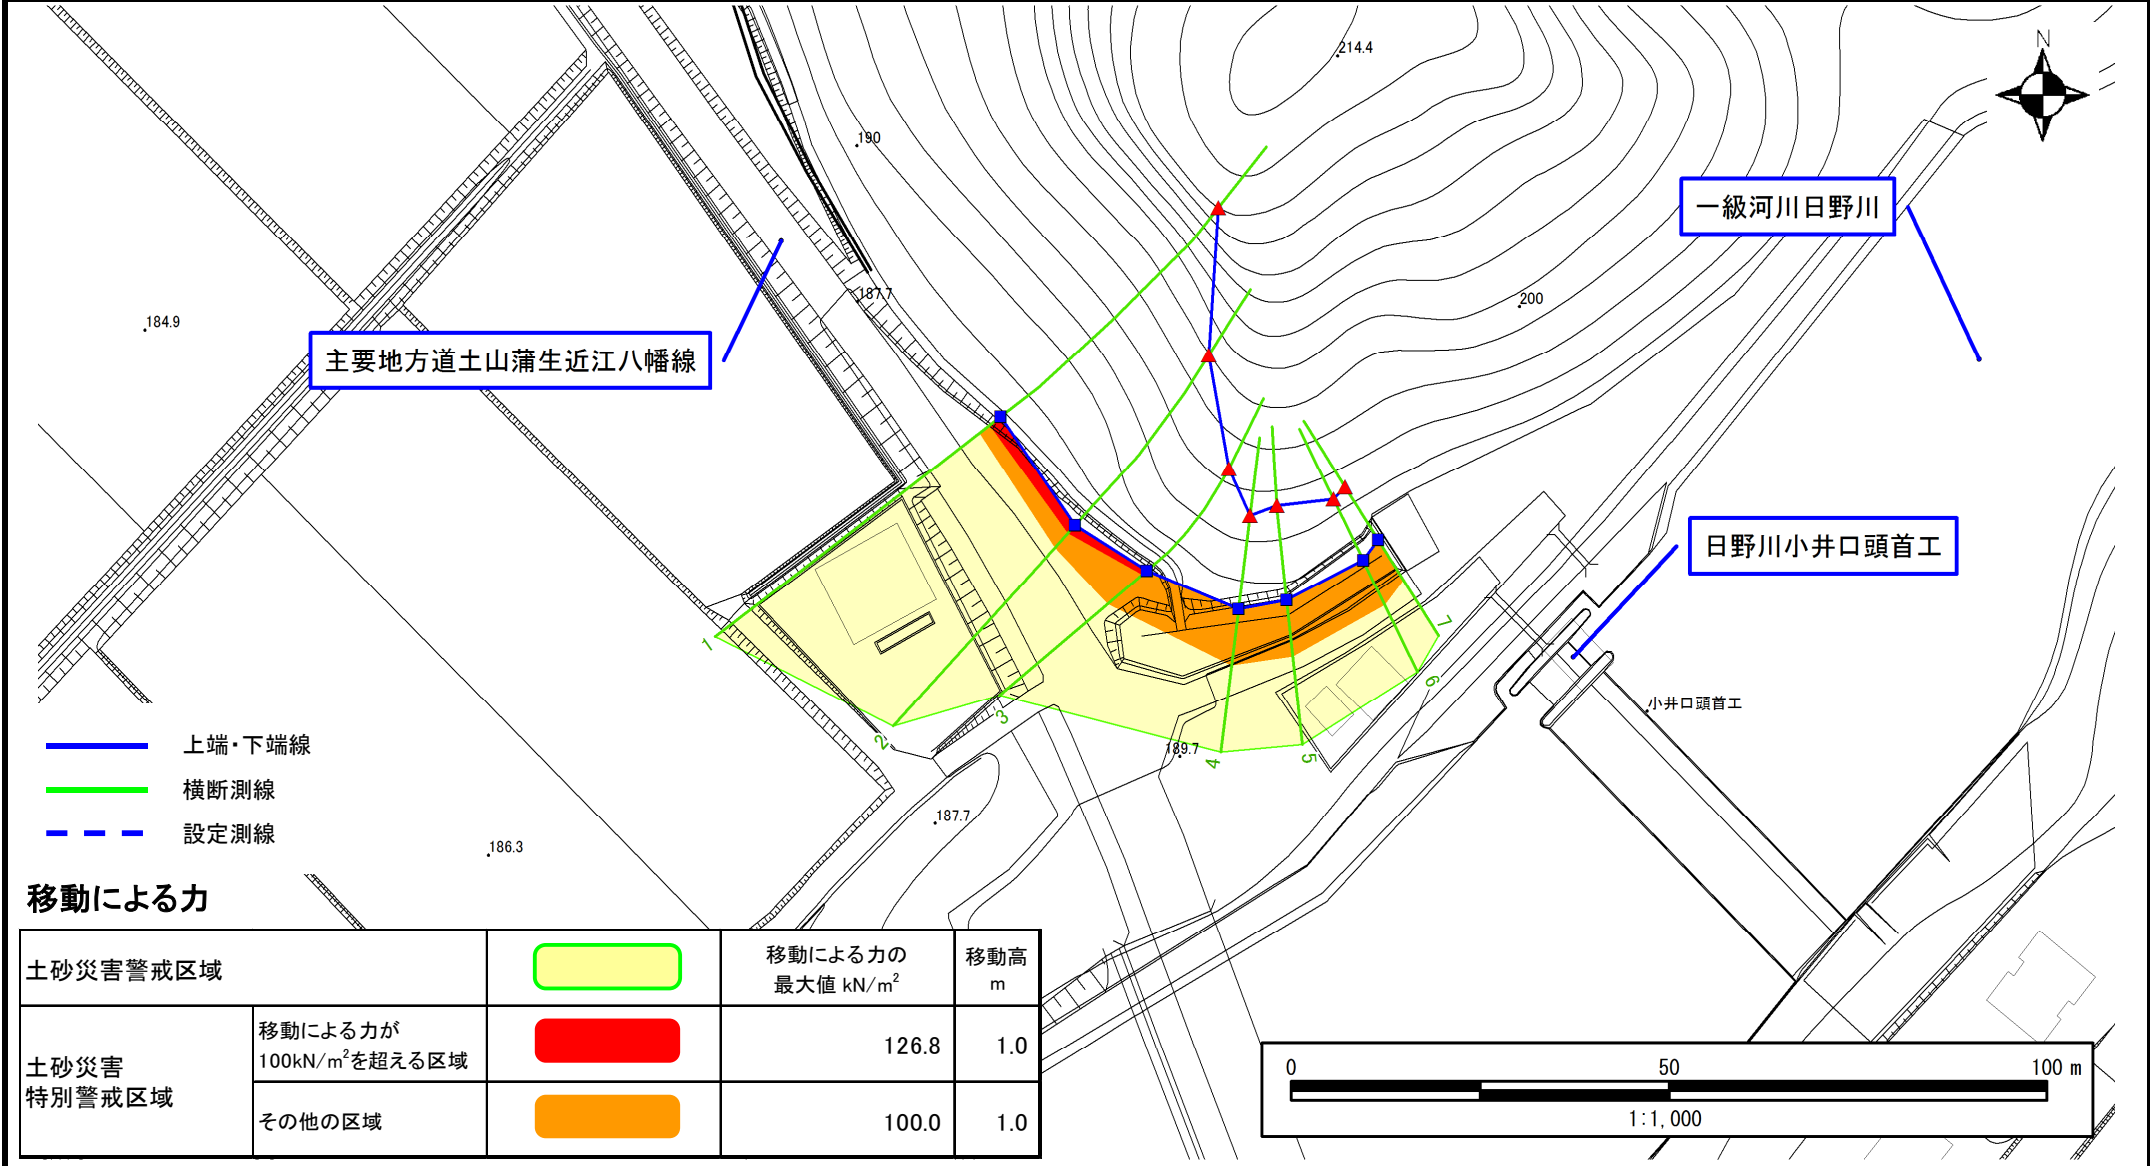 214.4
N
190
一級河川日野川
187.7
200
184.9
主要地方道土山蒲生近江八幡線
日野川小井口頭首工
1
2
3
4
5
6
7
小井口頭首工
189.7
187.7
186.3
上端・下端線
横断測線
設定測線
移動による力
土砂災害警戒区域
移動による力の
最大値 kN/m²
移動高
m
土砂災害
特別警戒区域
移動による力が
100kN/m²を超える区域
126.8
1.0
その他の区域
100.0
1.0
0 50 100 m
1:1,000